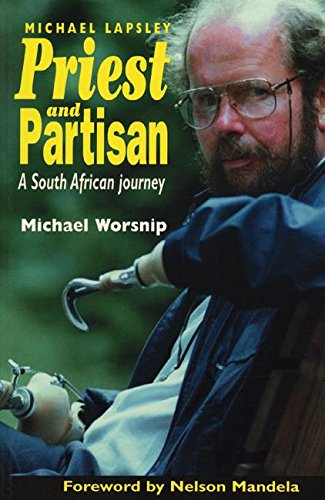 MICHAEL LAPSLEY
Priest
and
Partisan
A South African journey
Michael Worsnip
Foreword by Nelson Mandela